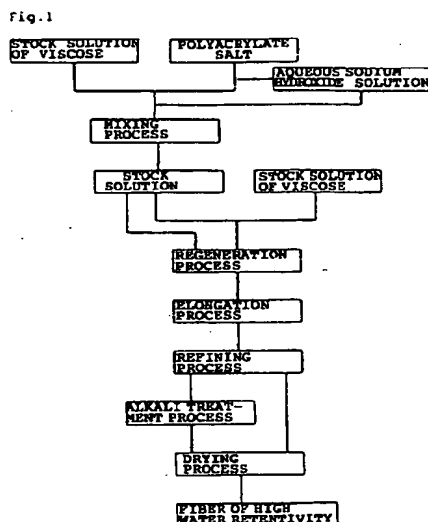 Fig.1
STOCK SOLUTION
OF VISCOSE
POLYACRYLATE
SALT
AQUEOUS SODIUM
HYDROXIDE SOLUTION
MIXING
PROCESS
STOCK
SOLUTION
STOCK SOLUTION
OF VISCOSE
REGENERATION
PROCESS
ELONGATION
PROCESS
REFINING
PROCESS
ALKALI TREAT-
MENT PROCESS
DRYING
PROCESS
FIBER OF HIGH
WATER RETENTIVITY